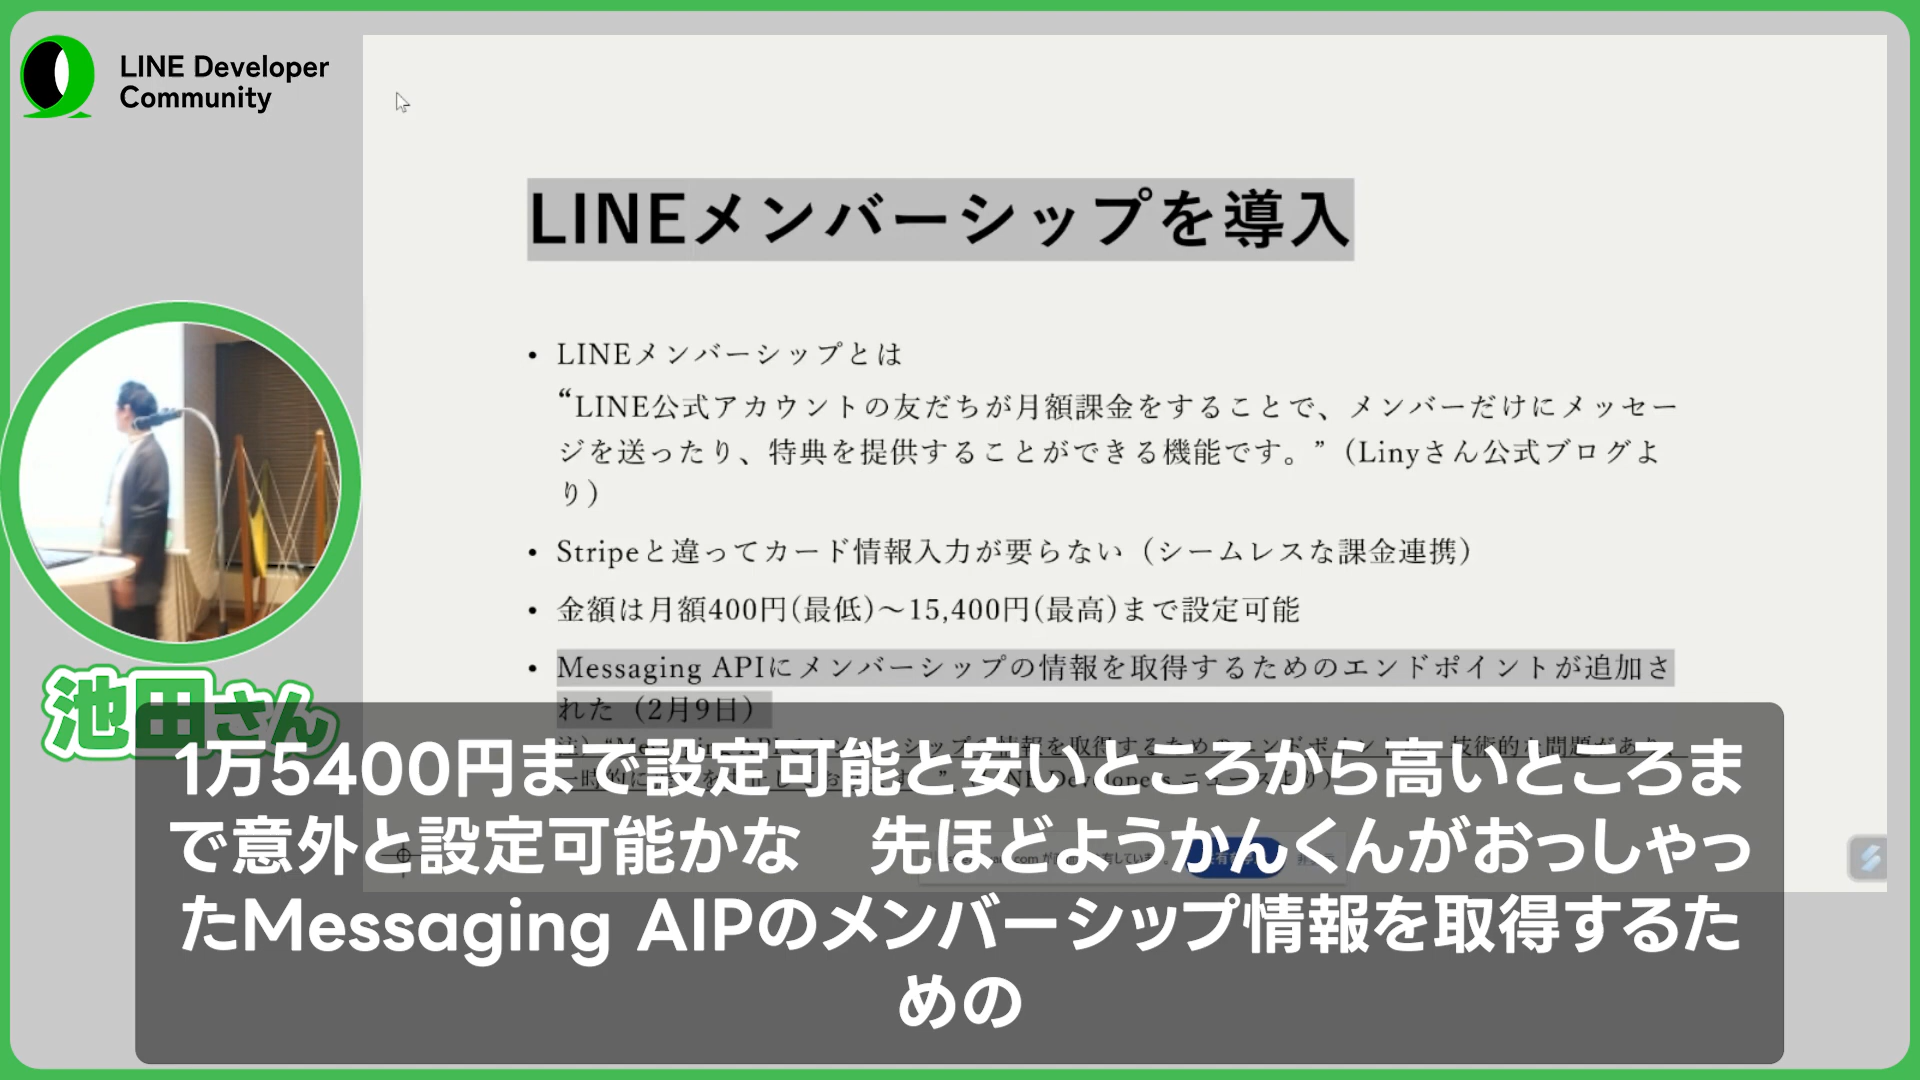 LINE Developer
Community
LINEメンバーシップを導入
• LINEメンバーシップとは
“LINE公式アカウントの友だちが月額課金をすることで、メンバーだけにメッセー
ジを送ったり、特典を提供することができる機能です。”（Linyさん公式ブログよ
り）
• Stripeと違ってカード情報入力が要らない（シームレスな課金連携）
• 金額は月額400円(最低)～15,400円(最高)まで設定可能
• Messaging APIにメンバーシップの情報を取得するためのエンドポイントが追加さ
れた（2月9日）
池田さん
1万5400円まで設定可能と安いところから高いところま
で意外と設定可能かな　先ほどようかんくんがおっしゃっ
たMessaging AIPのメンバーシップ情報を取得するた
めの